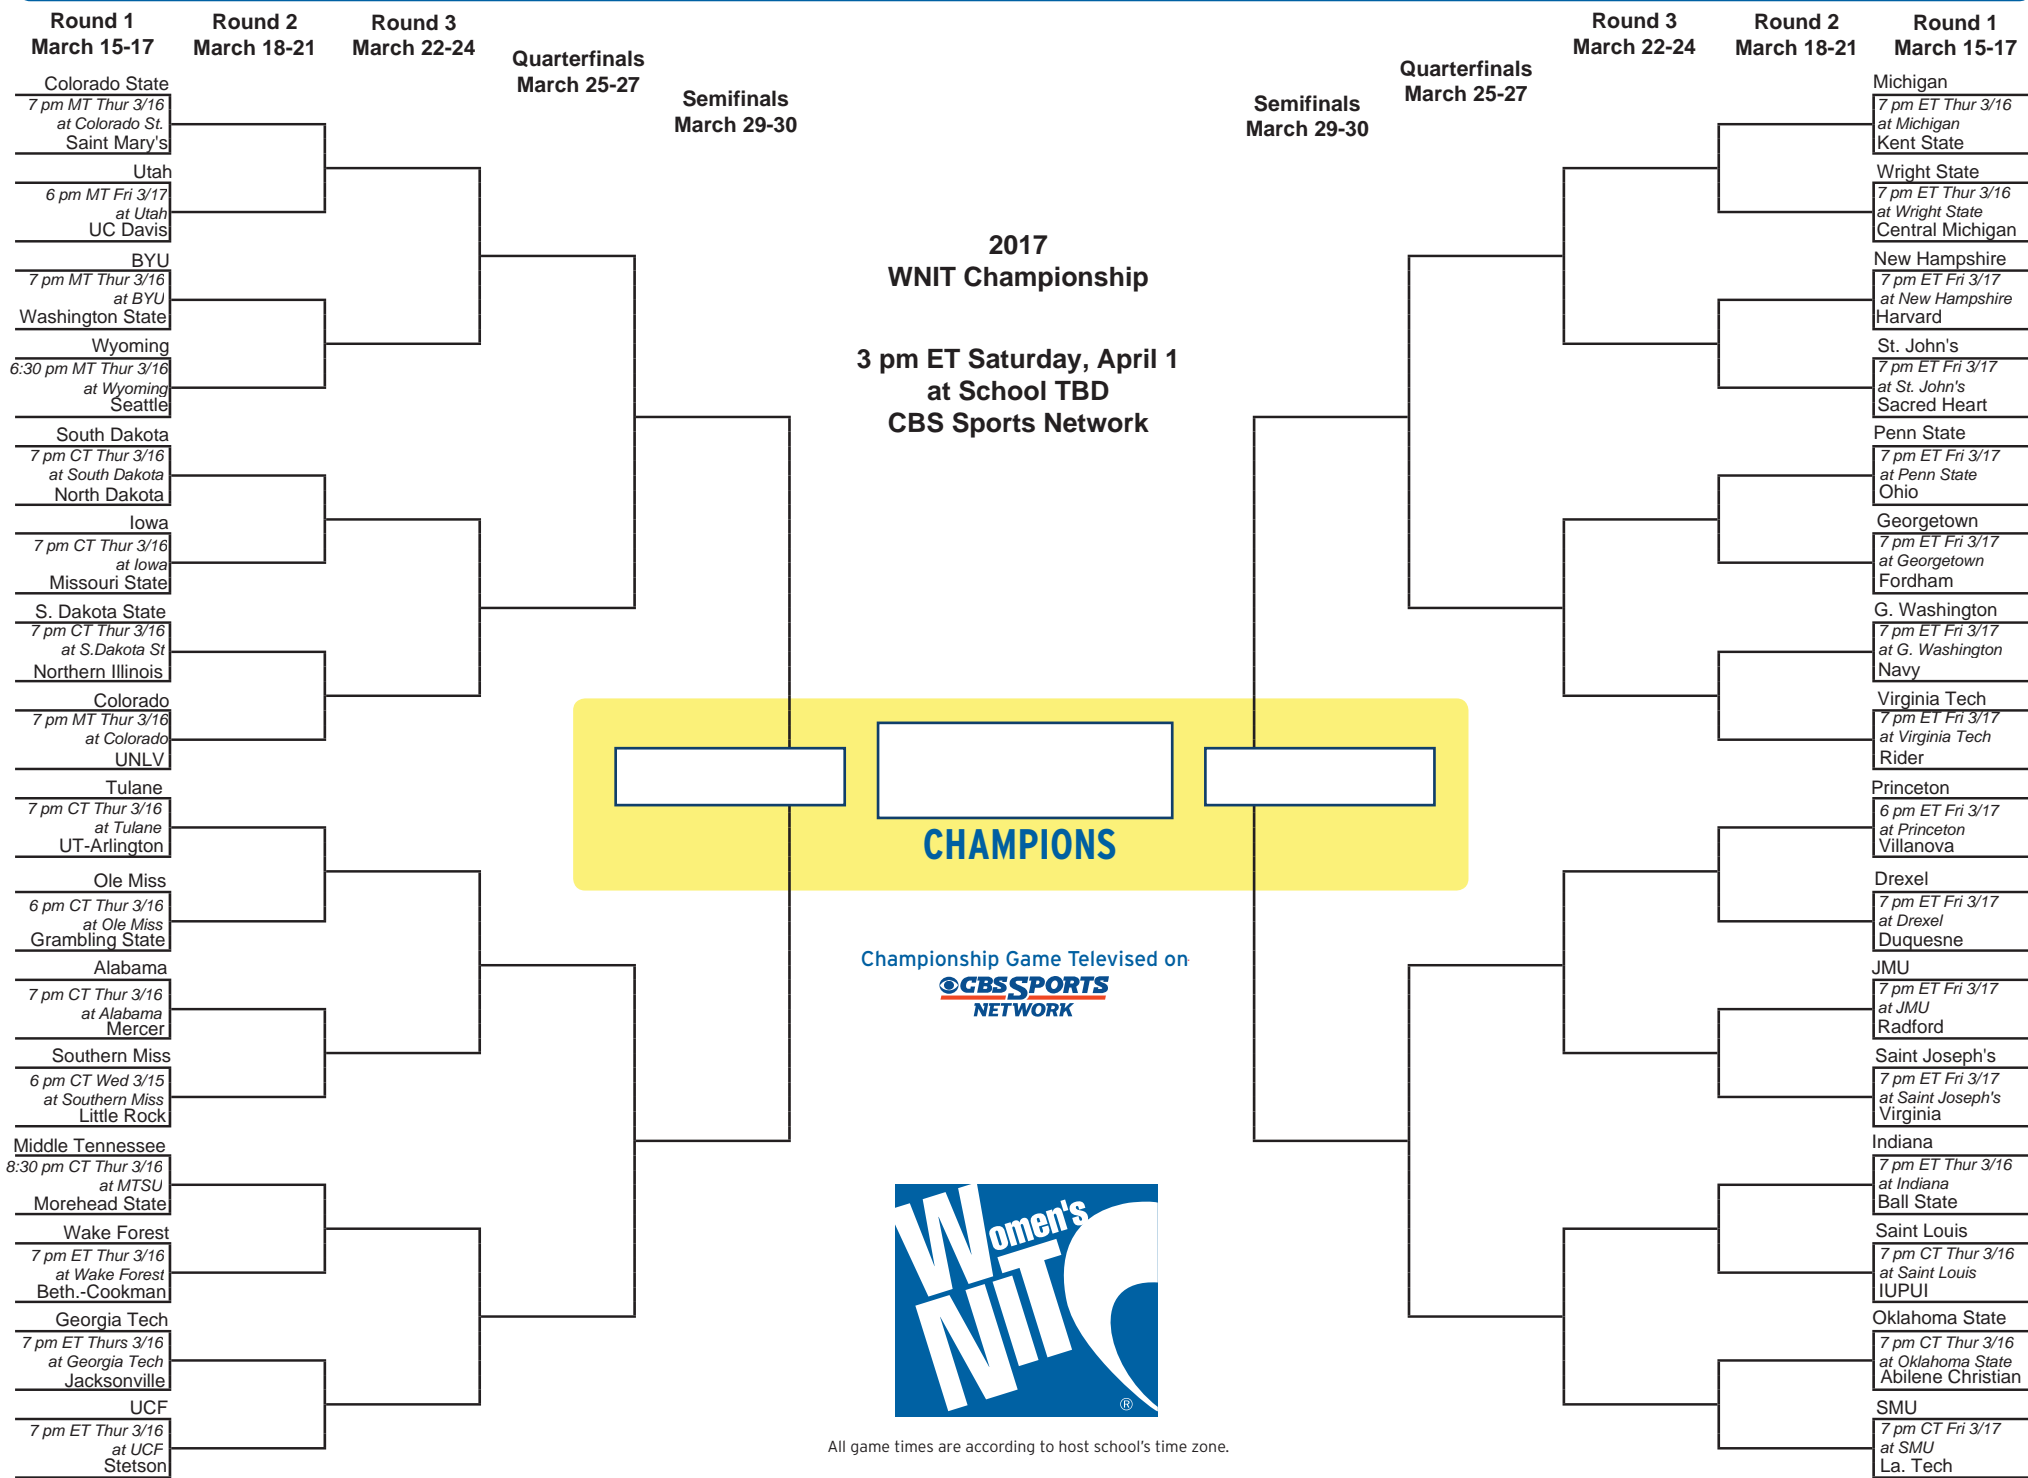 Round 1
March 15-17
Round 2
March 18-21
Round 3
March 22-24
Quarterfinals
March 25-27
Semifinals
March 29-30
Semifinals
March 29-30
Quarterfinals
March 25-27
Round 3
March 22-24
Round 2
March 18-21
Round 1
March 15-17
Colorado State
7 pm MT Thur 3/16
at Colorado St.
Saint Mary's
Utah
6 pm MT Fri 3/17
at Utah
UC Davis
BYU
7 pm MT Thur 3/16
at BYU
Washington State
Wyoming
6:30 pm MT Thur 3/16
at Wyoming
Seattle
South Dakota
7 pm CT Thur 3/16
at South Dakota
North Dakota
Iowa
7 pm CT Thur 3/16
at Iowa
Missouri State
S. Dakota State
7 pm CT Thur 3/16
at S.Dakota St
Northern Illinois
Colorado
7 pm MT Thur 3/16
at Colorado
UNLV
Tulane
7 pm CT Thur 3/16
at Tulane
UT-Arlington
Ole Miss
6 pm CT Thur 3/16
at Ole Miss
Grambling State
Alabama
7 pm CT Thur 3/16
at Alabama
Mercer
Southern Miss
6 pm CT Wed 3/15
at Southern Miss
Little Rock
Middle Tennessee
8:30 pm CT Thur 3/16
at MTSU
Morehead State
Wake Forest
7 pm ET Thur 3/16
at Wake Forest
Beth.-Cookman
Georgia Tech
7 pm ET Thurs 3/16
at Georgia Tech
Jacksonville
UCF
7 pm ET Thur 3/16
at UCF
Stetson
2017
WNIT Championship
3 pm ET Saturday, April 1
at School TBD
CBS Sports Network
CHAMPIONS
Championship Game Televised on
CBS SPORTS
NETWORK
Women's
NIT
®
All game times are according to host school's time zone.
Michigan
7 pm ET Thur 3/16
at Michigan
Kent State
Wright State
7 pm ET Thur 3/16
at Wright State
Central Michigan
New Hampshire
7 pm ET Fri 3/17
at New Hampshire
Harvard
St. John's
7 pm ET Fri 3/17
at St. John's
Sacred Heart
Penn State
7 pm ET Fri 3/17
at Penn State
Ohio
Georgetown
7 pm ET Fri 3/17
at Georgetown
Fordham
G. Washington
7 pm ET Fri 3/17
at G. Washington
Navy
Virginia Tech
7 pm ET Fri 3/17
at Virginia Tech
Rider
Princeton
6 pm ET Fri 3/17
at Princeton
Villanova
Drexel
7 pm ET Fri 3/17
at Drexel
Duquesne
JMU
7 pm ET Fri 3/17
at JMU
Radford
Saint Joseph's
7 pm ET Fri 3/17
at Saint Joseph's
Virginia
Indiana
7 pm ET Thur 3/16
at Indiana
Ball State
Saint Louis
7 pm CT Thur 3/16
at Saint Louis
IUPUI
Oklahoma State
7 pm CT Thur 3/16
at Oklahoma State
Abilene Christian
SMU
7 pm CT Fri 3/17
at SMU
La. Tech